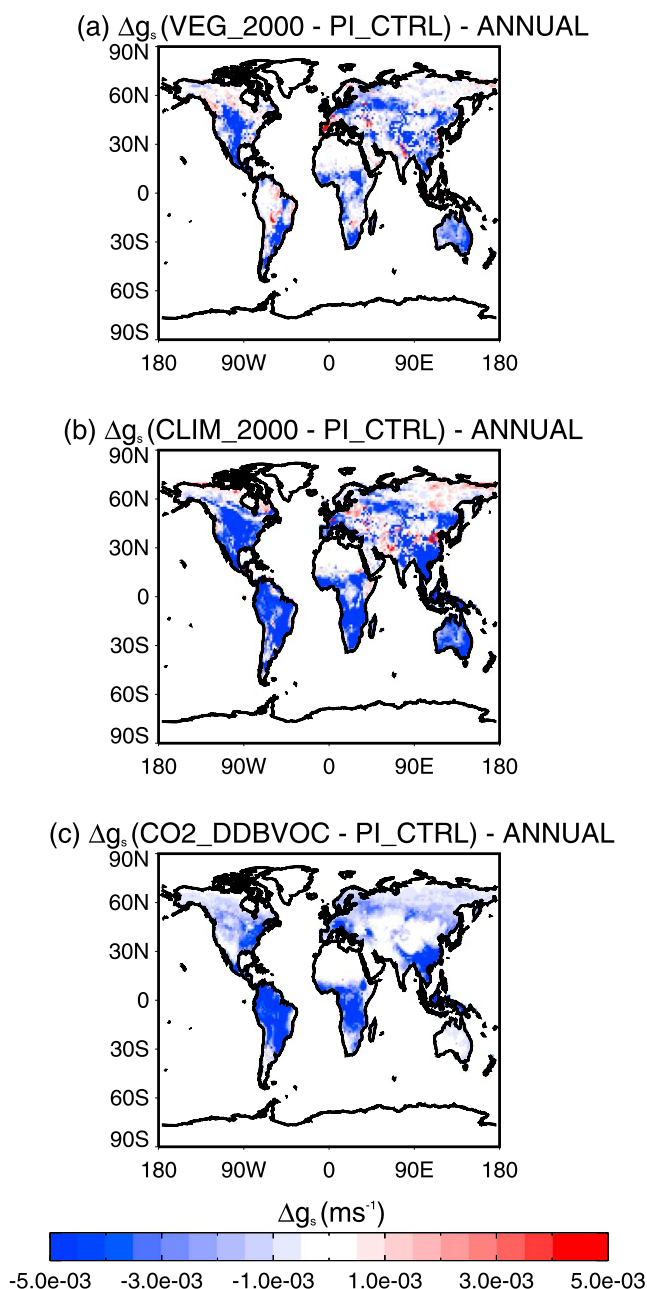 (a) Δgs (VEG_2000 - PI_CTRL) - ANNUAL
90N
60N
30N
0
30S
60S
90S
180 90W 0 90E 180
(b) Δgs (CLIM_2000 - PI_CTRL) - ANNUAL
90N
60N
30N
0
30S
60S
90S
180 90W 0 90E 180
(c) Δgs (CO2_DDBVOC - PI_CTRL) - ANNUAL
90N
60N
30N
0
30S
60S
90S
180 90W 0 90E 180
Δgs (ms-1)
-5.0e-03 -3.0e-03 -1.0e-03 1.0e-03 3.0e-03 5.0e-03